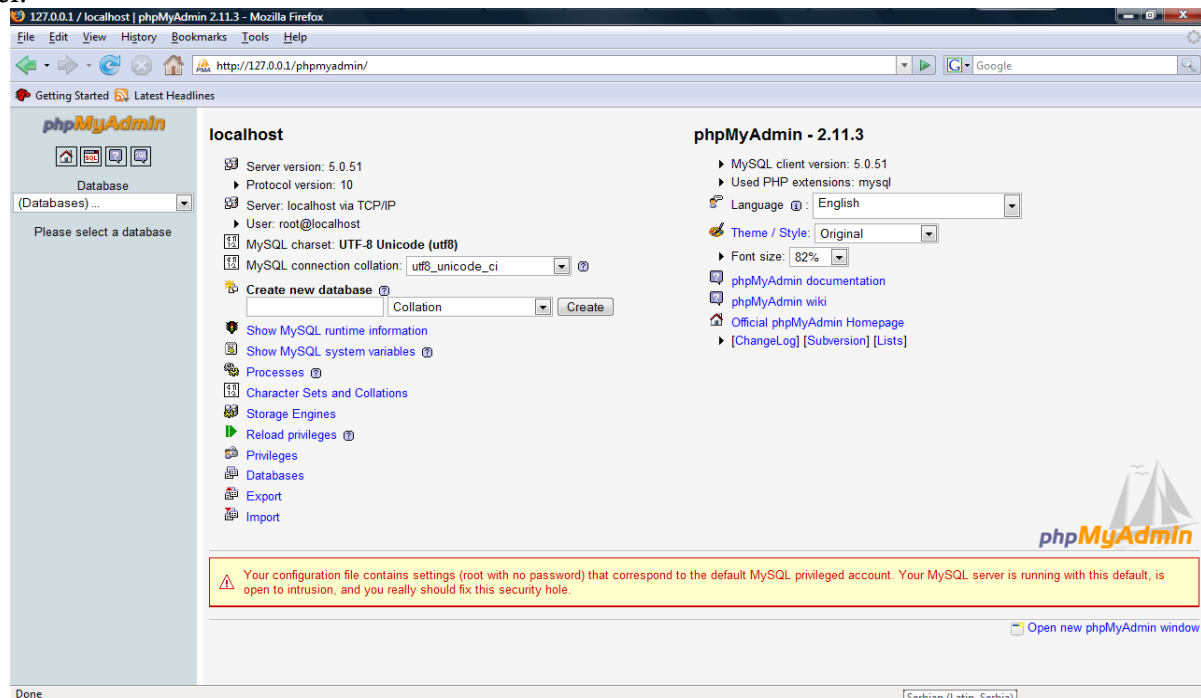 er.
127.0.0.1 / localhost | phpMyAdmin 2.11.3 - Mozilla Firefox
File Edit View History Bookmarks Tools Help
http://127.0.0.1/phpmyadmin/
Google
Getting Started Latest Headlines
phpMyAdmin
SQL
Database
(Databases) ...
Please select a database
localhost
Server version: 5.0.51
Protocol version: 10
Server: localhost via TCP/IP
User: root@localhost
MySQL charset: UTF-8 Unicode (utf8)
MySQL connection collation: utf8_unicode_ci
Create new database
Collation Create
Show MySQL runtime information
Show MySQL system variables
Processes
Character Sets and Collations
Storage Engines
Reload privileges
Privileges
Databases
Export
Import
phpMyAdmin - 2.11.3
MySQL client version: 5.0.51
Used PHP extensions: mysql
Language : English
Theme / Style: Original
Font size: 82%
phpMyAdmin documentation
phpMyAdmin wiki
Official phpMyAdmin Homepage
[ChangeLog] [Subversion] [Lists]
phpMyAdmin
Your configuration file contains settings (root with no password) that correspond to the default MySQL privileged account. Your MySQL server is running with this default, is
open to intrusion, and you really should fix this security hole.
Open new phpMyAdmin window
Done
Serbian (Latin, Serbia)